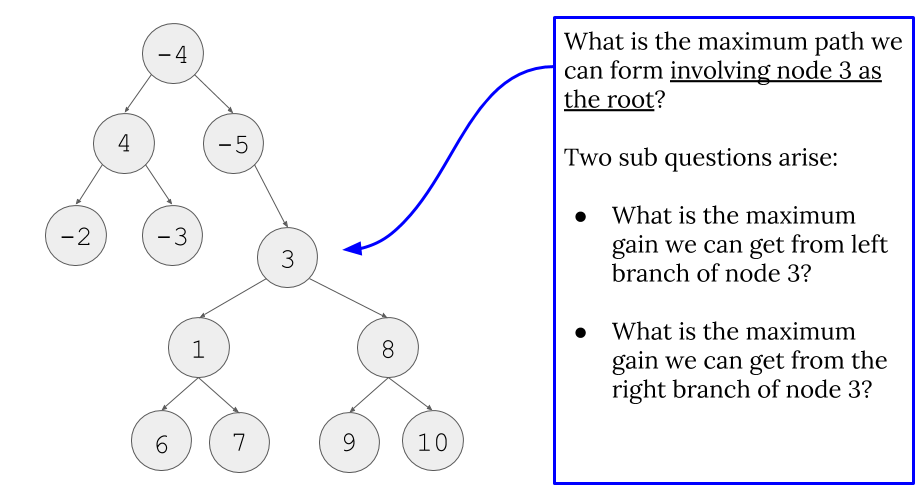 -4
4
-5
-2
-3
3
1
8
6
7
9
10
What is the maximum path we
can form involving node 3 as
the root?
Two sub questions arise:
● What is the maximum
gain we can get from left
branch of node 3?
● What is the maximum
gain we can get from the
right branch of node 3?